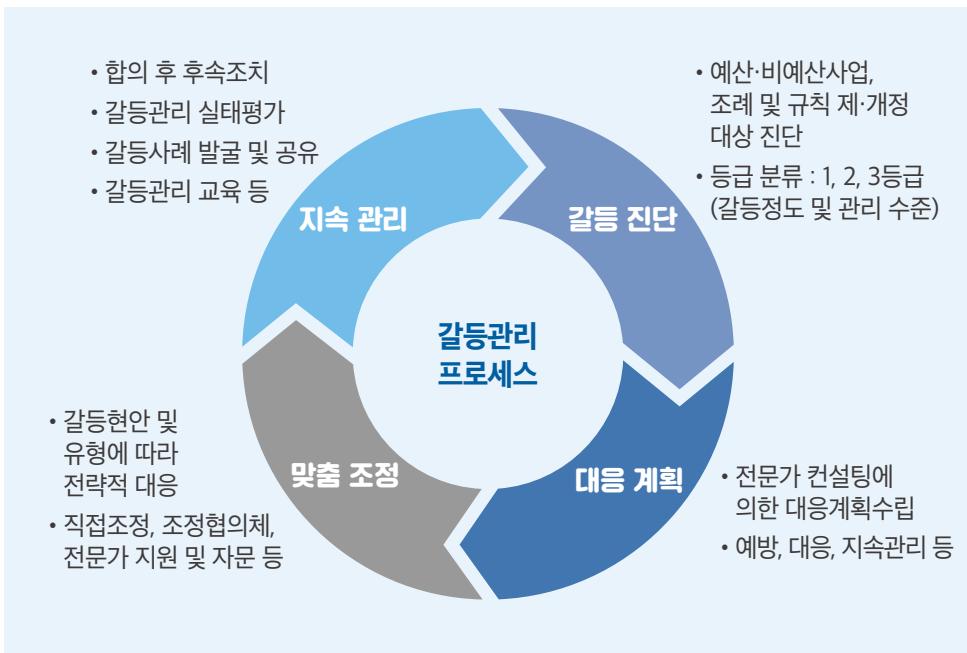 • 합의 후 후속조치
• 갈등관리 실태평가
• 갈등사례 발굴 및 공유
• 갈등관리 교육 등
지속 관리
• 예산·비예산사업,
조례 및 규칙 제·개정
대상 진단
• 등급 분류 : 1, 2, 3등급
(갈등정도 및 관리 수준)
갈등 진단
갈등관리
프로세스
• 갈등현안 및
유형에 따라
전략적 대응
• 직접조정, 조정협의체,
전문가 지원 및 자문 등
맞춤 조정
대응 계획
• 전문가 컨설팅에
의한 대응계획수립
• 예방, 대응, 지속관리 등